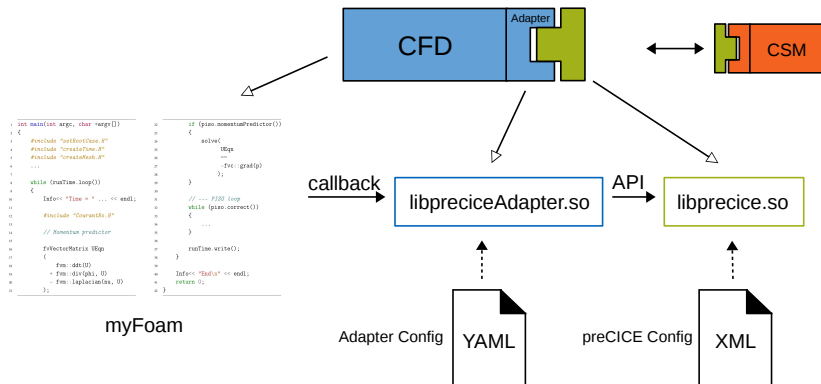 CFD
Adapter
CSM
int main(int argc, char *argv[])
{
#include "setRootCase.H"
#include "createTime.H"
#include "createMesh.H"
...
while (runTime.loop())
{
Info<< "Time = " ... << endl;
#include "CourantNo.H"
// Momentum predictor
fvVectorMatrix UEqn
(
fvm::ddt(U)
+ fvm::div(phi, U)
- fvm::laplacian(nu, U)
);
if (piso.momentumPredictor())
{
solve(
UEqn
==
-fvc::grad(p)
);
}
// --- PISO loop
while (piso.correct())
{
...
}
runTime.write();
}
Info<< "End\n" << endl;
return 0;
}
myFoam
callback
libpreciceAdapter.so
API
libprecice.so
Adapter Config
YAML
preCICE Config
XML